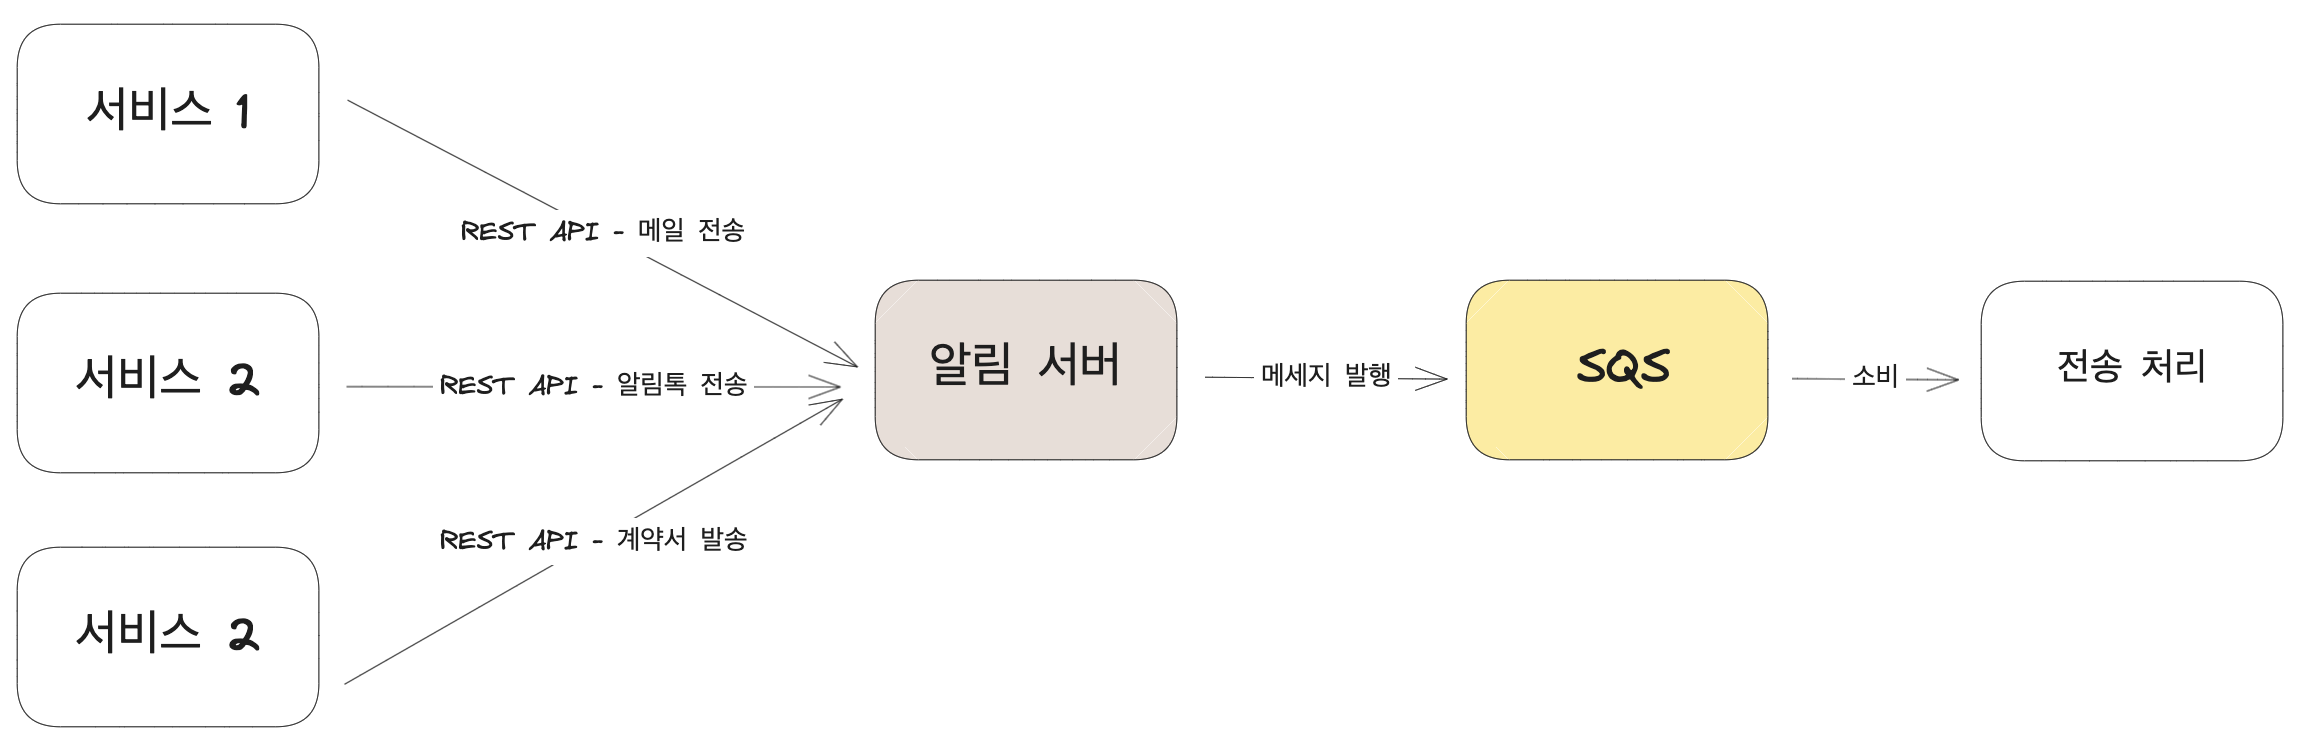 서비스 1
REST API - 메일 전송
서비스 2
REST API - 알림톡 전송
알림 서버
메세지 발행
SQS
소비
전송 처리
REST API - 계약서 발송
서비스 2